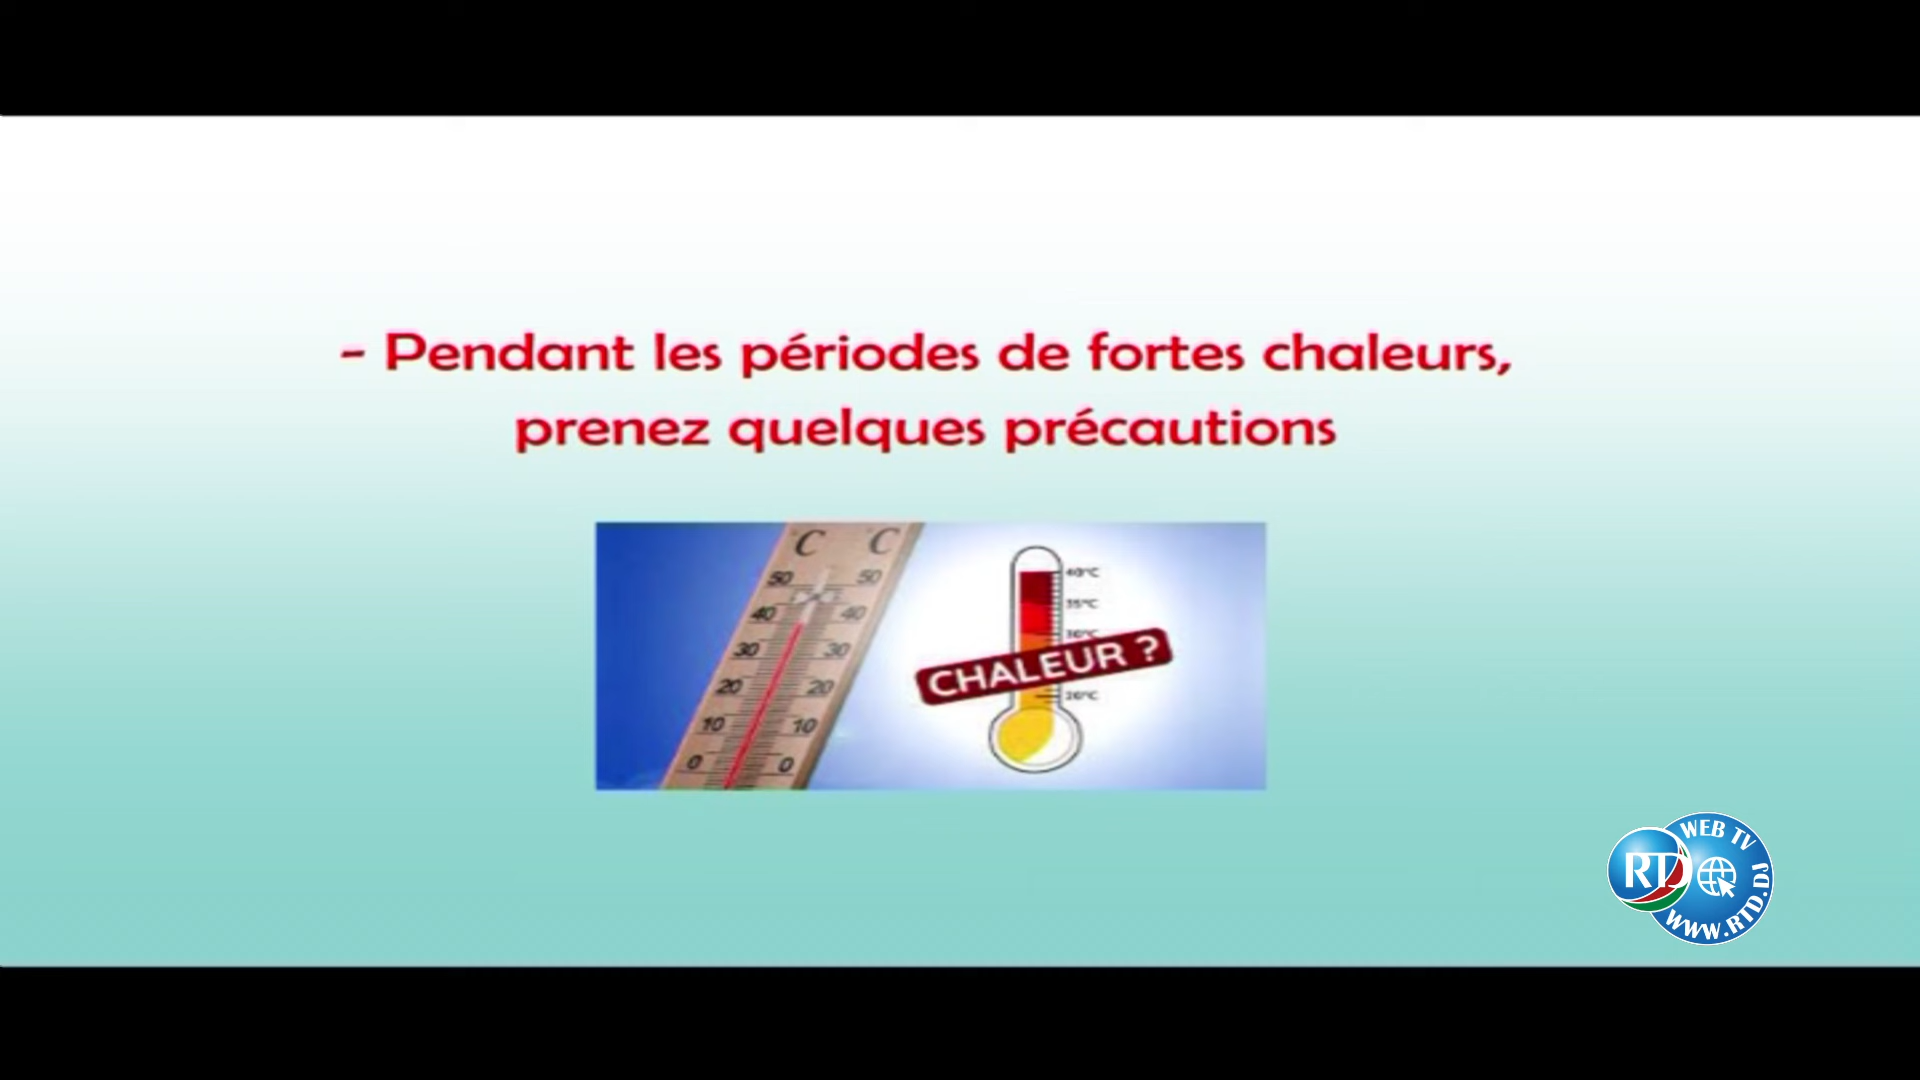 - Pendant les périodes de fortes chaleurs,
prenez quelques précautions
°C °C
50 50
40 40
30 30
20 20
10 10
0 0
40°C
35°C
30°C
CHALEUR ?
20°C
WEB TV
RTD
WWW.RTD.DJ